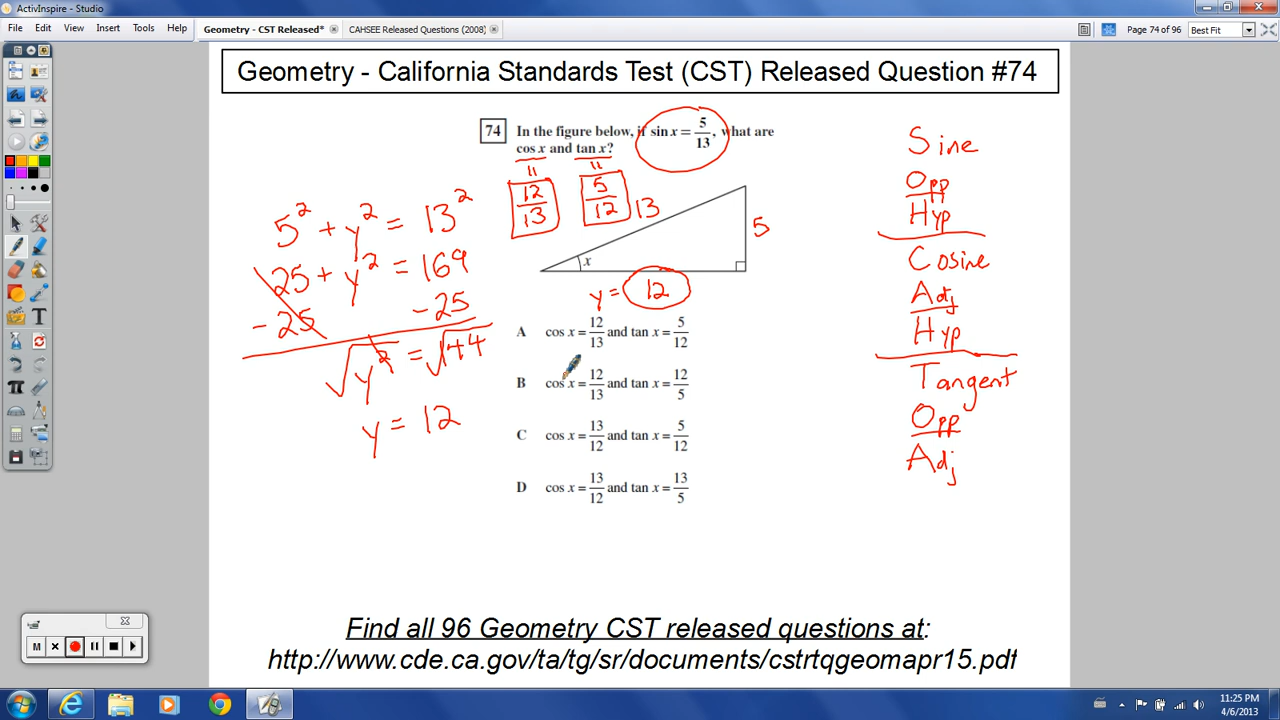 ActivInspire - Studio
File Edit View Insert Tools Help
Geometry - CST Released*
CAHSEE Released Questions (2008)
Page 74 of 96
Best Fit
Geometry - California Standards Test (CST) Released Question #74
74 In the figure below, if sin x = 5/13, what are
cos x and tan x?
12/13 5/12
13
5
x
y = 12
5² + y² = 13²
25 + y² = 169
- 25 - 25
√y² = √144
y = 12
A cos x = 12/13 and tan x = 5/12
B cos x = 12/13 and tan x = 12/5
C cos x = 13/12 and tan x = 5/12
D cos x = 13/12 and tan x = 13/5
Sine
Opp
Hyp
Cosine
Adj
Hyp
Tangent
Opp
Adj
Find all 96 Geometry CST released questions at:
http://www.cde.ca.gov/ta/tg/sr/documents/cstrtqgeomapr15.pdf
M
11:25 PM
4/6/2013